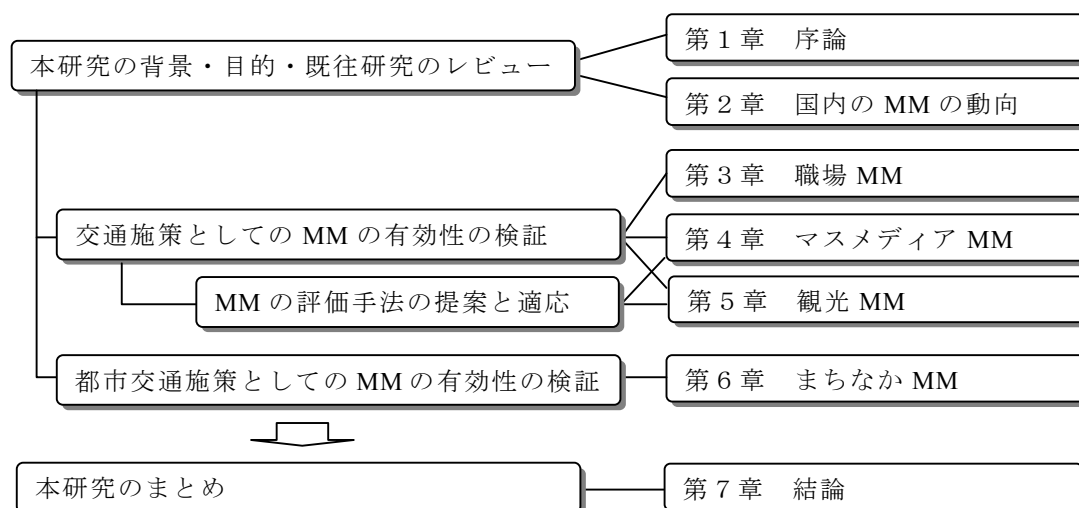 本研究の背景・目的・既往研究のレビュー
第1章 序論
第2章 国内の MM の動向
交通施策としての MM の有効性の検証
第3章 職場 MM
第4章 マスメディア MM
MM の評価手法の提案と適応
第5章 観光 MM
都市交通施策としての MM の有効性の検証
第6章 まちなか MM
本研究のまとめ
第7章 結論